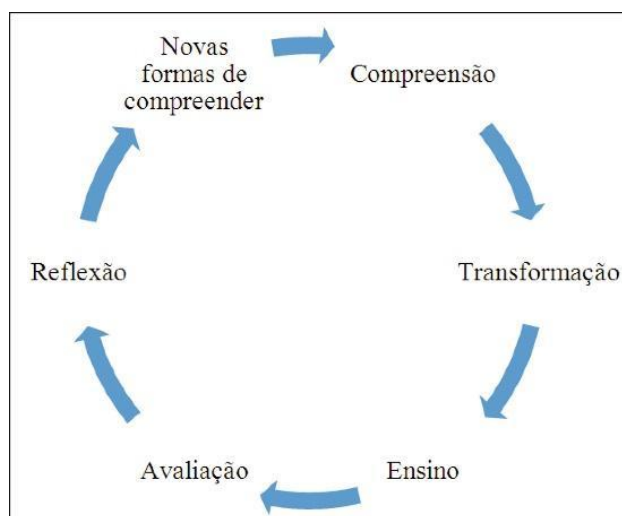 Novas
formas de
compreender
Compreensão
Transformação
Ensino
Avaliação
Reflexão